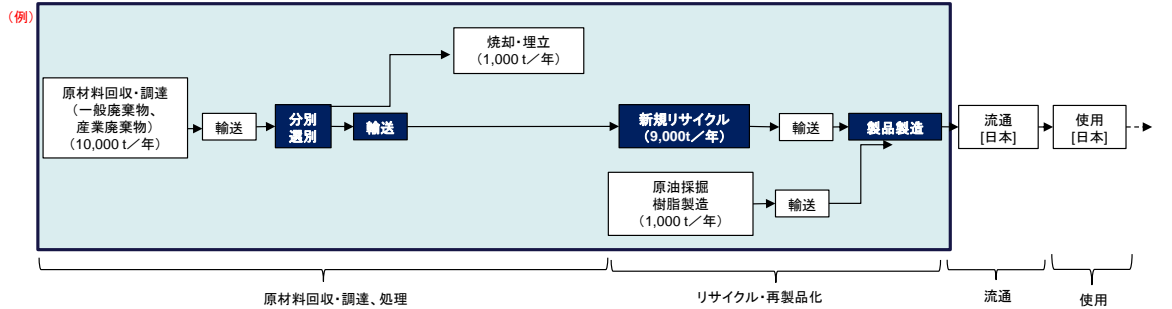 （例）
焼却・埋立
（1,000 t／年）
原材料回収・調達
（一般廃棄物、
産業廃棄物）
（10,000 t／年）
輸送
分別
選別
輸送
新規リサイクル
（9,000t／年）
輸送
製品製造
流通
[日本]
使用
[日本]
原油採掘
樹脂製造
（1,000 t／年）
輸送
原材料回収・調達、処理
リサイクル・再製品化
流通
使用